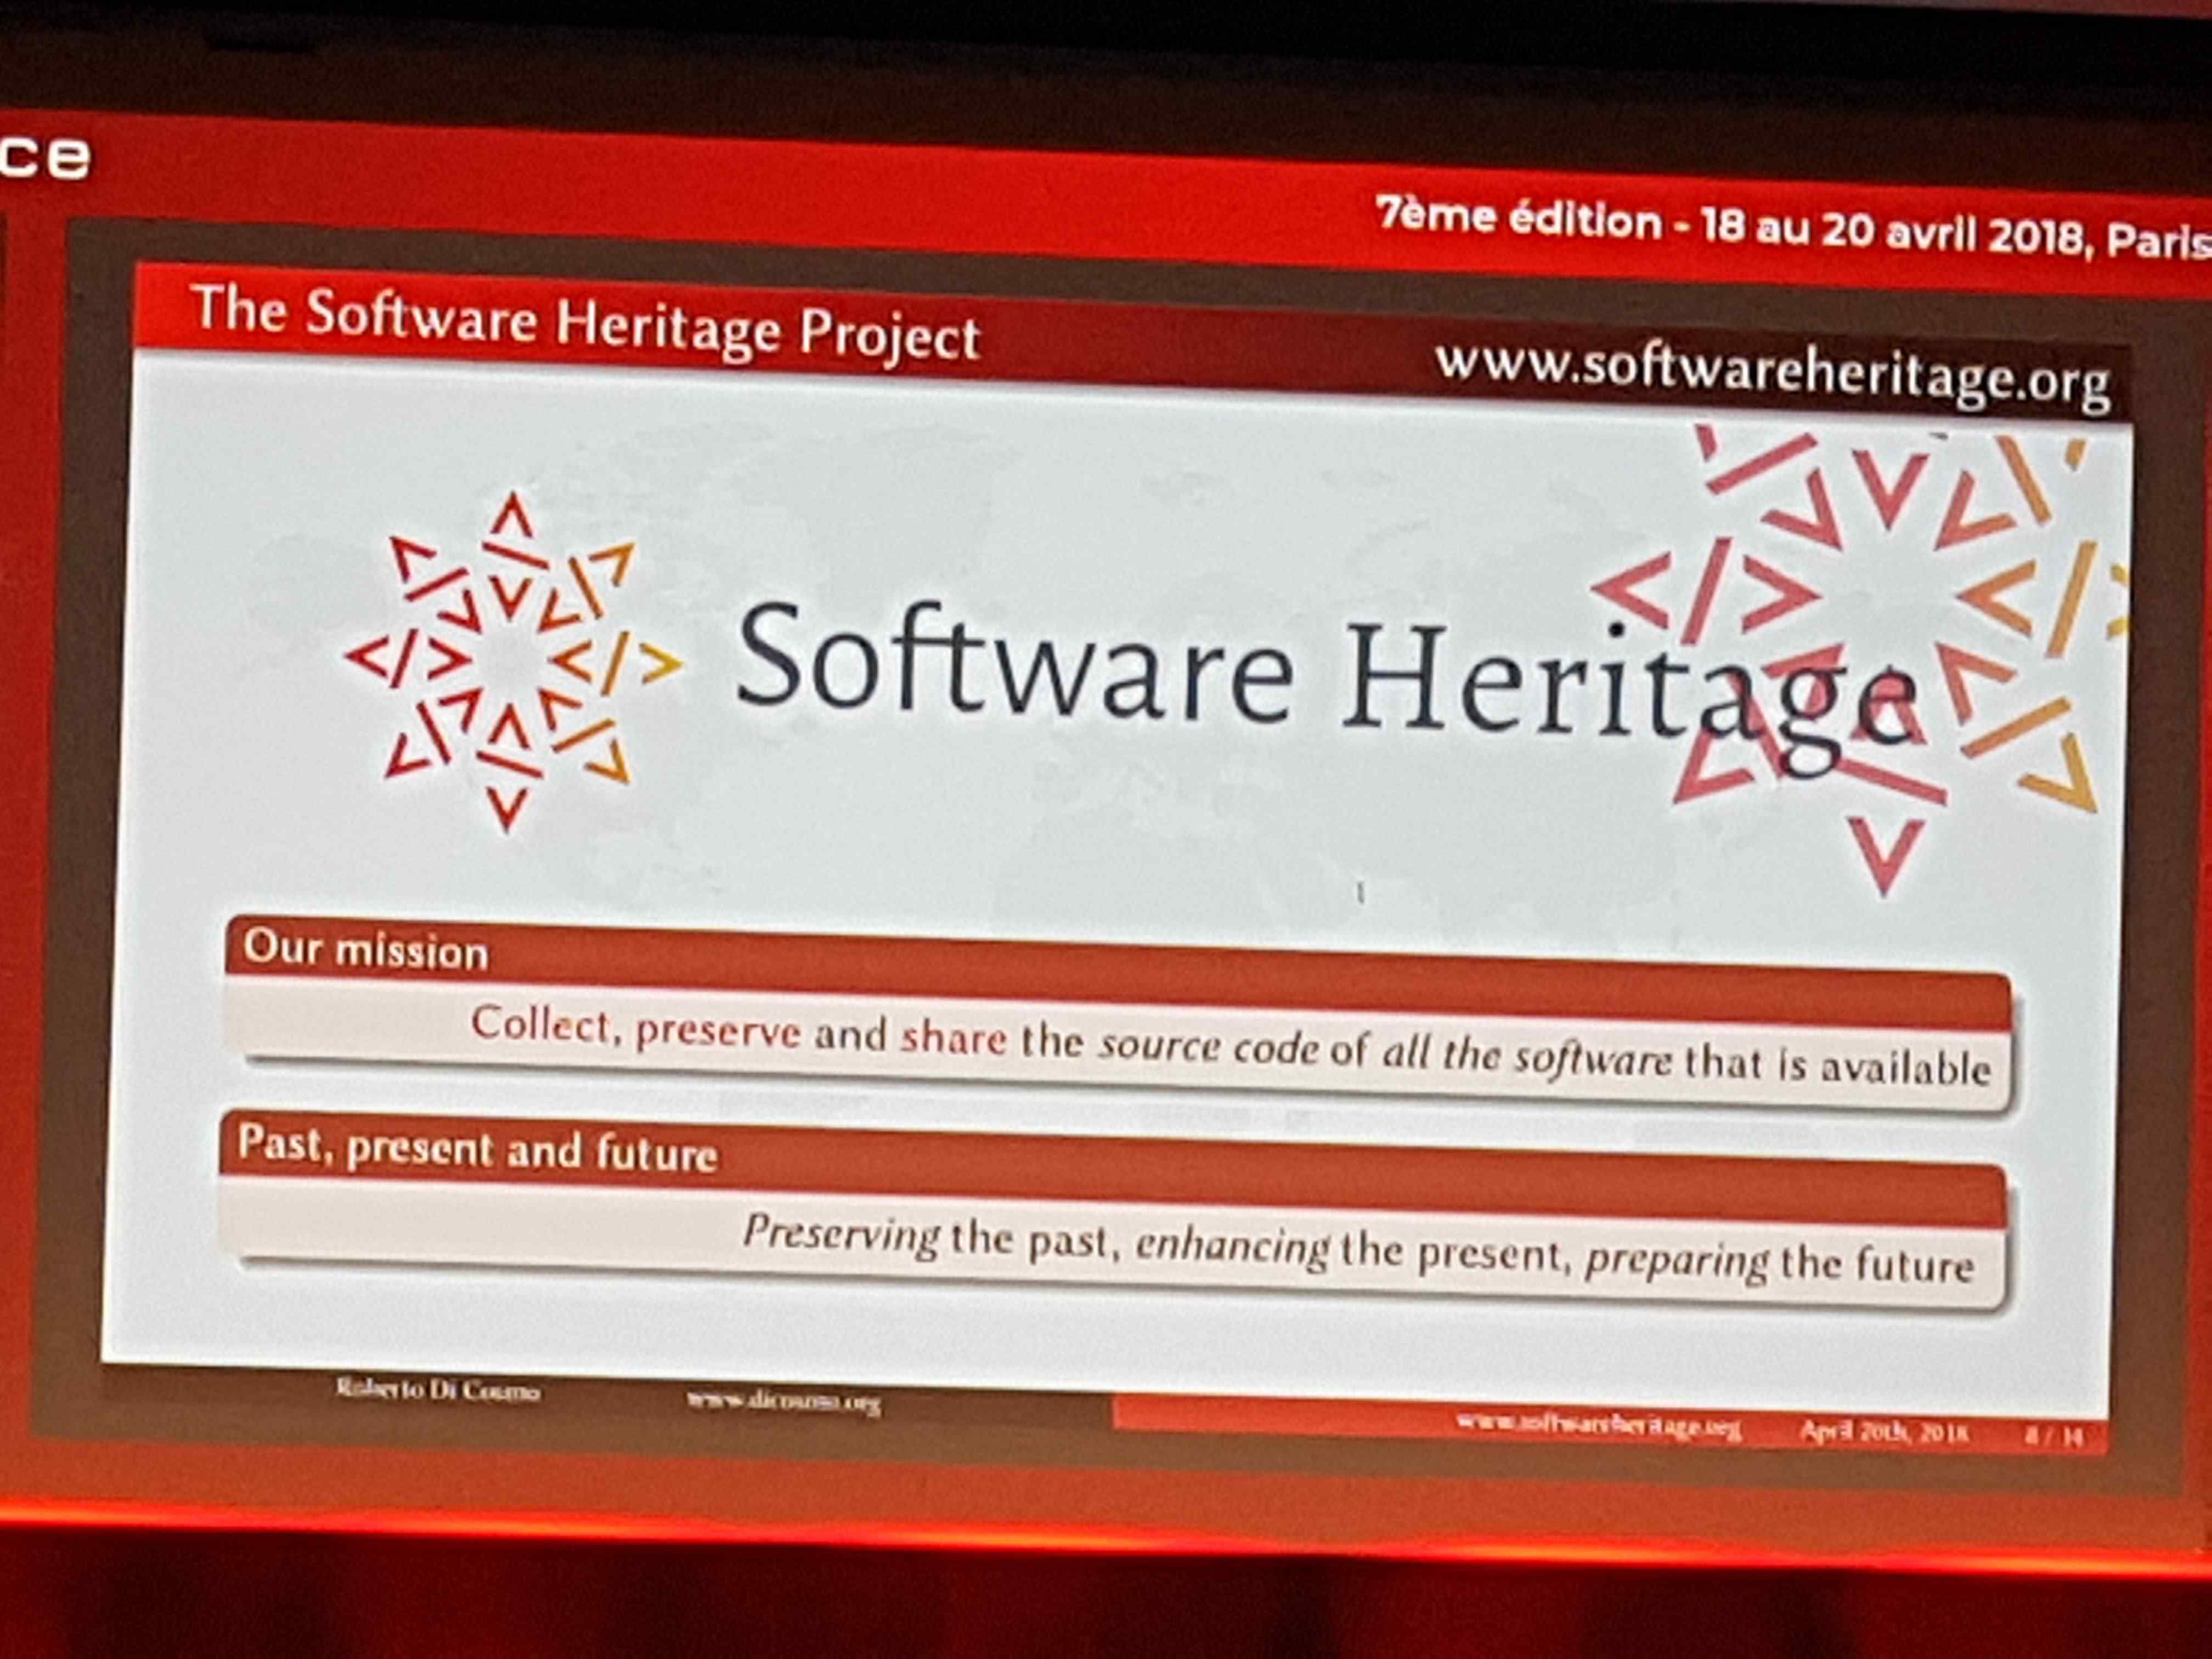 ce
7ème édition - 18 au 20 avril 2018, Paris
The Software Heritage Project
www.softwareheritage.org
Software Heritage
Our mission
Collect, preserve and share the source code of all the software that is available
Past, present and future
Preserving the past, enhancing the present, preparing the future
Roberto Di Cosmo
www.dicosmo.org
www.softwareheritage.org
April 20th, 2018
8 / 14